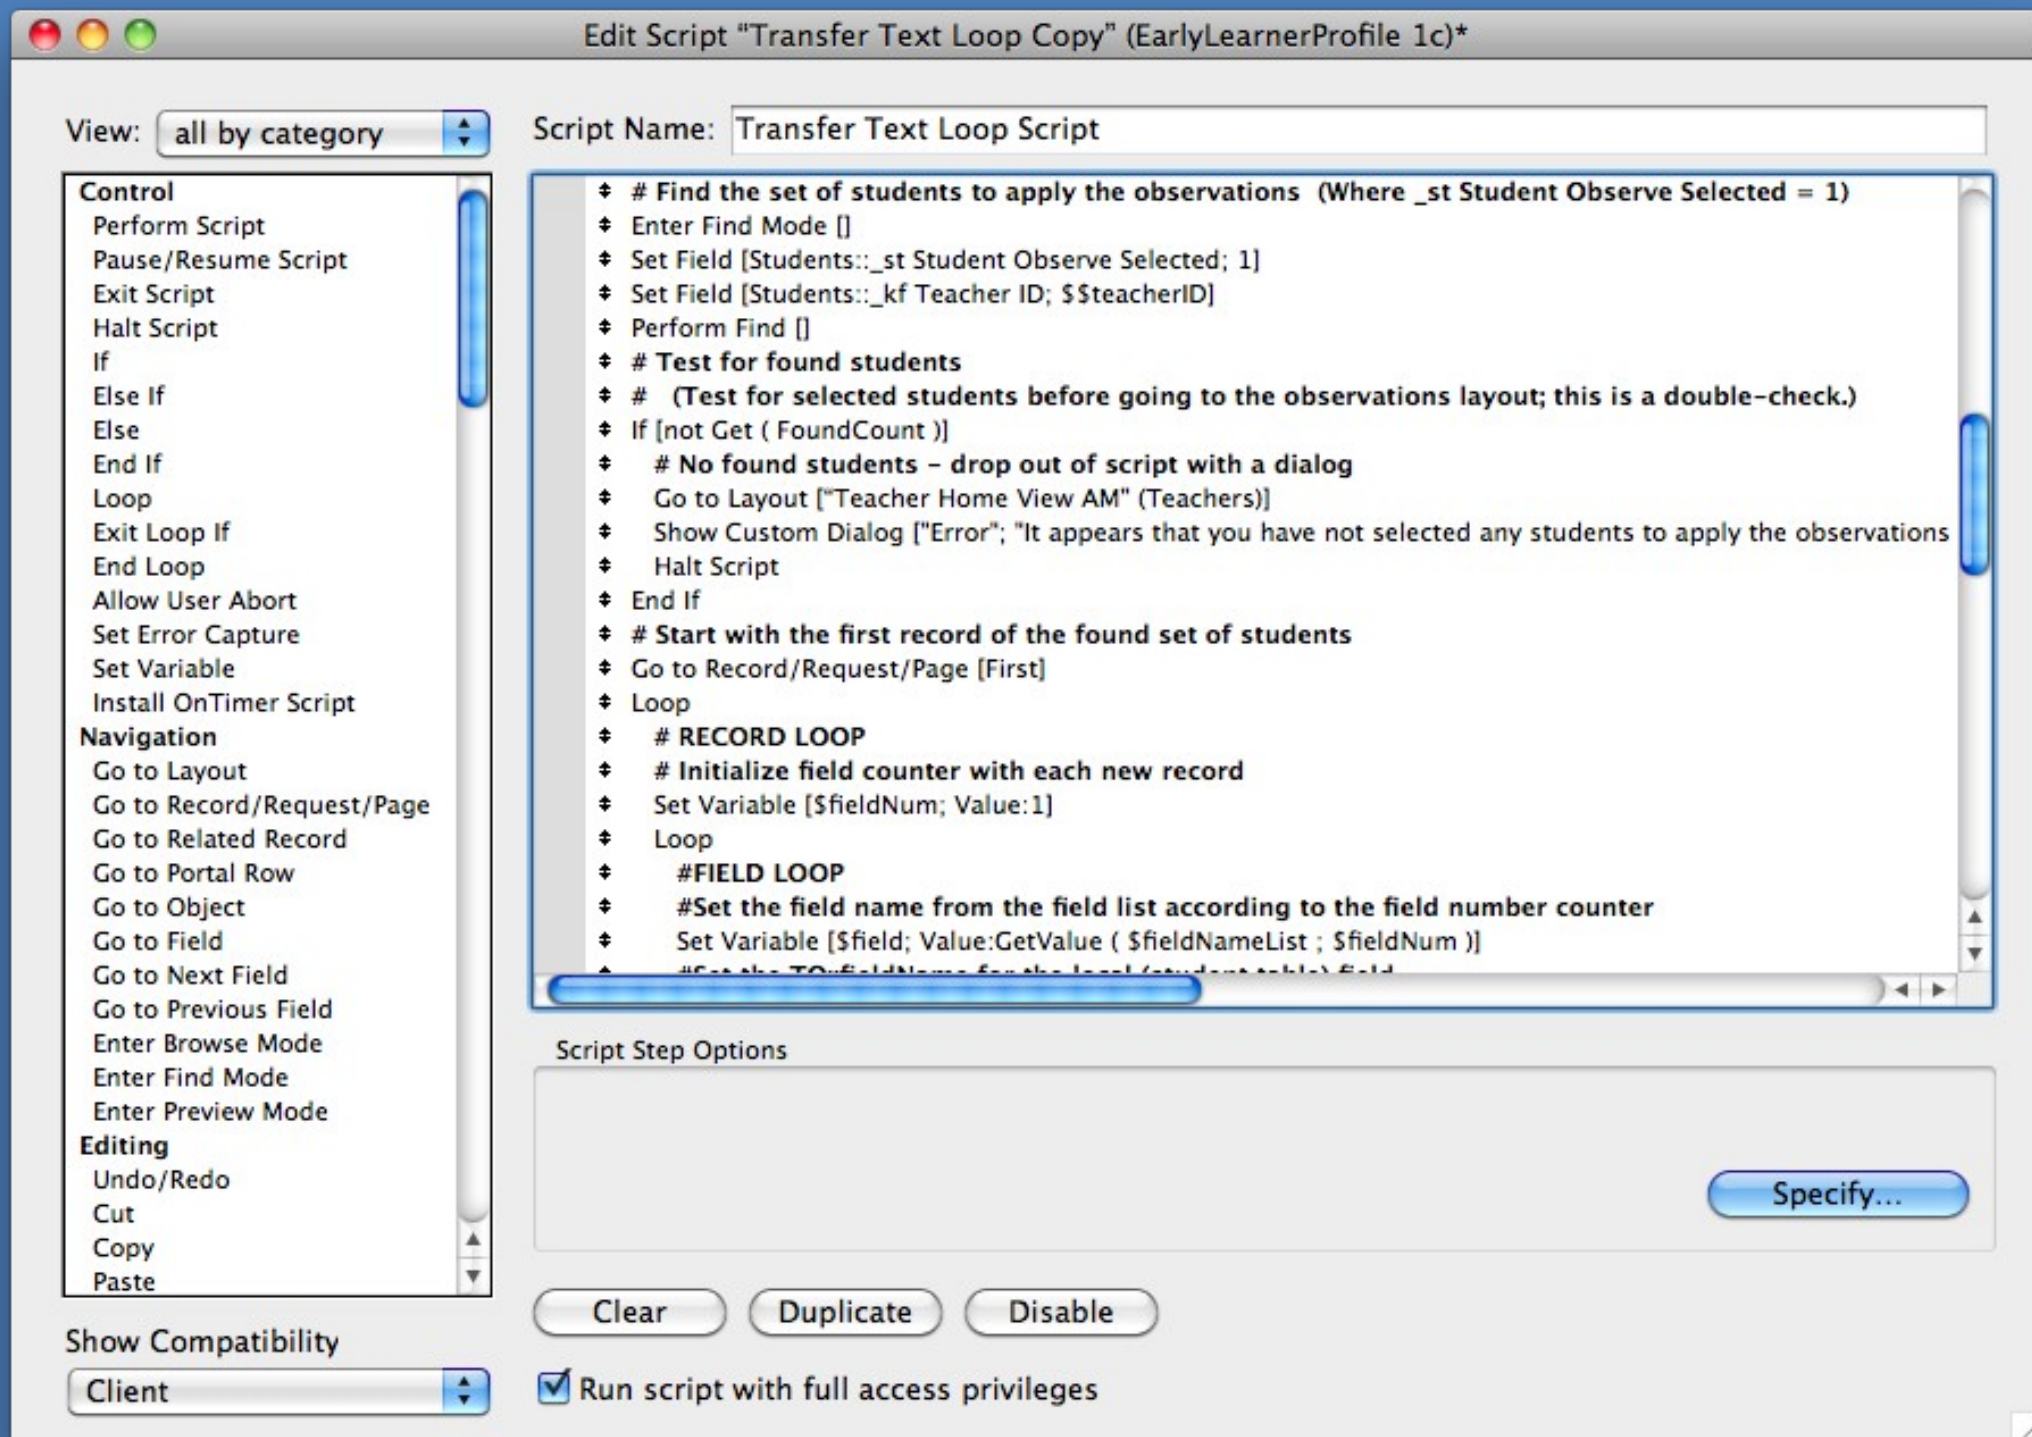 Edit Script “Transfer Text Loop Copy” (EarlyLearnerProfile 1c)*
View: all by category
Script Name: Transfer Text Loop Script
Control
Perform Script
Pause/Resume Script
Exit Script
Halt Script
If
Else If
Else
End If
Loop
Exit Loop If
End Loop
Allow User Abort
Set Error Capture
Set Variable
Install OnTimer Script
Navigation
Go to Layout
Go to Record/Request/Page
Go to Related Record
Go to Portal Row
Go to Object
Go to Field
Go to Next Field
Go to Previous Field
Enter Browse Mode
Enter Find Mode
Enter Preview Mode
Editing
Undo/Redo
Cut
Copy
Paste
Show Compatibility
Client
# Find the set of students to apply the observations  (Where _st Student Observe Selected = 1)
Enter Find Mode []
Set Field [Students::_st Student Observe Selected; 1]
Set Field [Students::_kf Teacher ID; $$teacherID]
Perform Find []
# Test for found students
#   (Test for selected students before going to the observations layout; this is a double-check.)
If [not Get ( FoundCount )]
# No found students – drop out of script with a dialog
Go to Layout ["Teacher Home View AM" (Teachers)]
Show Custom Dialog ["Error"; "It appears that you have not selected any students to apply the observations
Halt Script
End If
# Start with the first record of the found set of students
Go to Record/Request/Page [First]
Loop
# RECORD LOOP
# Initialize field counter with each new record
Set Variable [$fieldNum; Value:1]
Loop
#FIELD LOOP
#Set the field name from the field list according to the field number counter
Set Variable [$field; Value:GetValue ( $fieldNameList ; $fieldNum )]
#Set the TO::fieldName for the local (student table) field
Script Step Options
Specify...
Clear Duplicate Disable
Run script with full access privileges